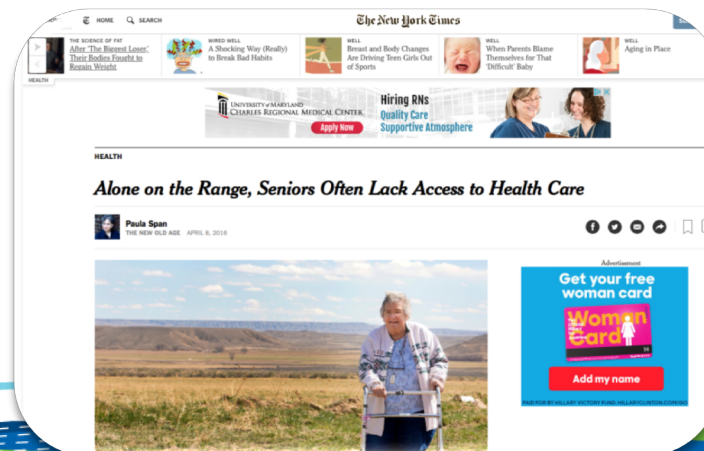 HOME SEARCH The New York Times
THE SCIENCE OF FAT
After 'The Biggest Loser,'
Their Bodies Fought to
Regain Weight
WIRED WELL
A Shocking Way (Really)
to Break Bad Habits
WELL
Breast and Body Changes
Are Driving Teen Girls Out
of Sports
WELL
When Parents Blame
Themselves for That
'Difficult' Baby
WELL
Aging in Place
HEALTH
UNIVERSITY of MARYLAND
CHARLES REGIONAL MEDICAL CENTER
Apply Now
Hiring RNs
Quality Care
Supportive Atmosphere
HEALTH
Alone on the Range, Seniors Often Lack Access to Health Care
Paula Span
THE NEW OLD AGE APRIL 8, 2016
Advertisement
Get your free
woman card
Woman
Card
Add my name
PAID FOR BY HILLARY VICTORY FUND, HILLARYCLINTON.COM/GO